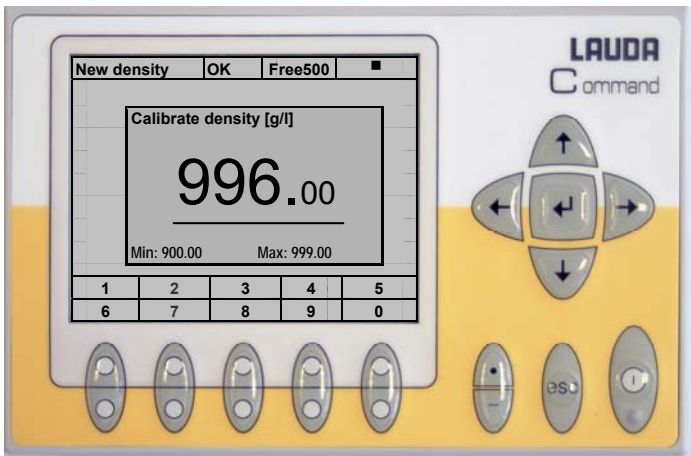 LAUDA
Command
New density OK Free500
Calibrate density [g/l]
996.00
Min: 900.00 Max: 999.00
1 2 3 4 5
6 7 8 9 0
esc